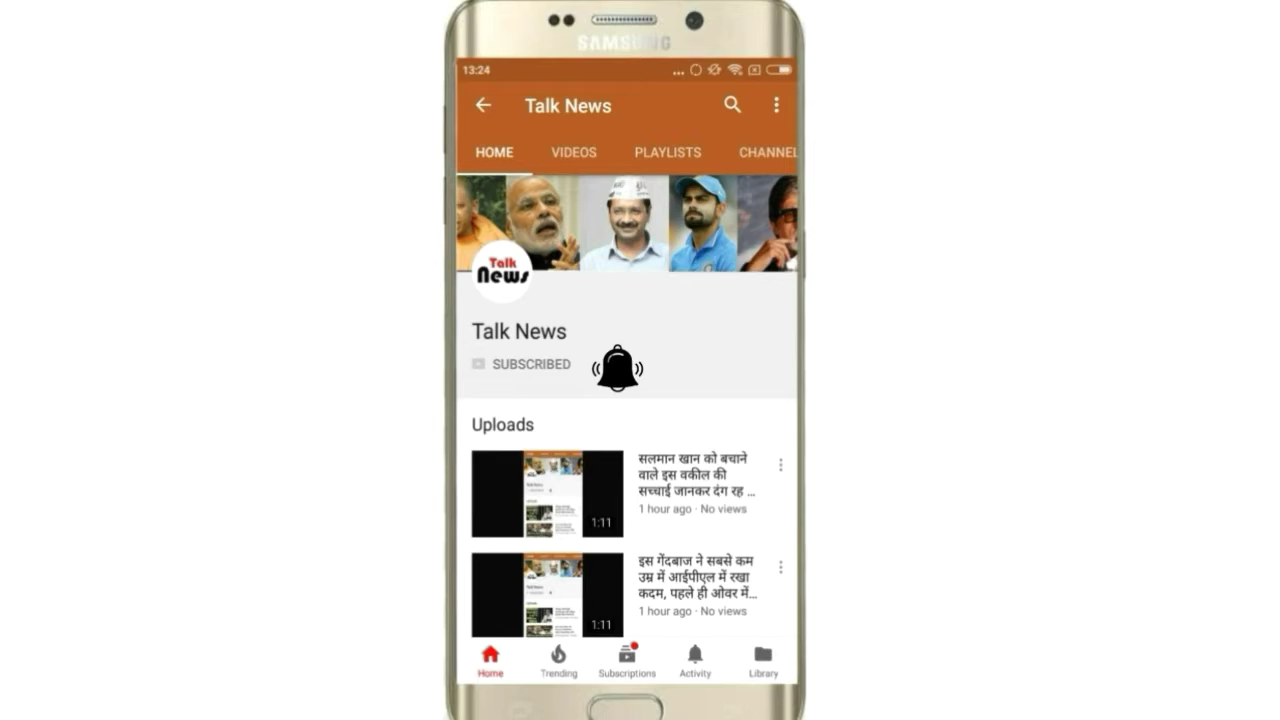 SAMSUNG
13:24
Talk News
HOME VIDEOS PLAYLISTS CHANNEL
Talk
News
Talk News
SUBSCRIBED
Uploads
सलमान खान को बचाने
वाले इस वकील की
सच्चाई जानकर दंग रह ...
1 hour ago · No views
1:11
इस गेंदबाज ने सबसे कम
उम्र में आईपीएल में रखा
कदम, पहले ही ओवर में...
1 hour ago · No views
1:11
Home Trending Subscriptions Activity Library